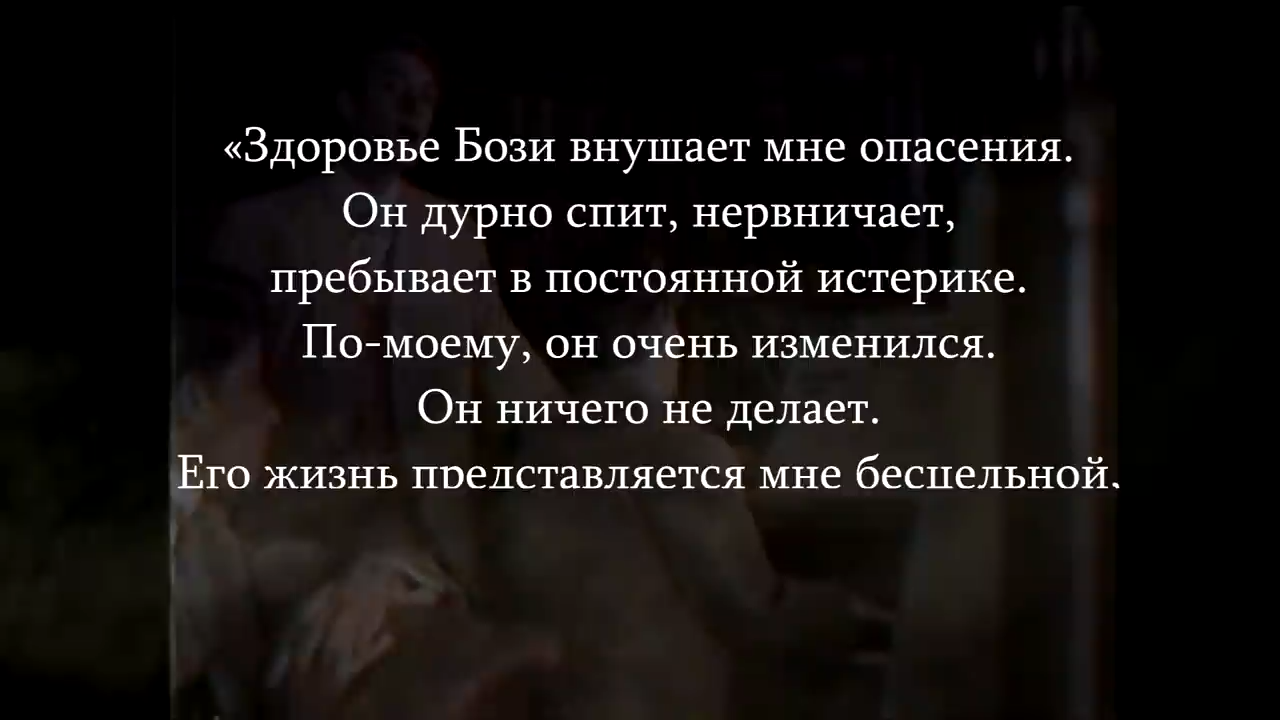 «Здоровье Бози внушает мне опасения.
Он дурно спит, нервничает,
пребывает в постоянной истерике.
По-моему, он очень изменился.
Он ничего не делает.
Его жизнь представляется мне бесцельной,